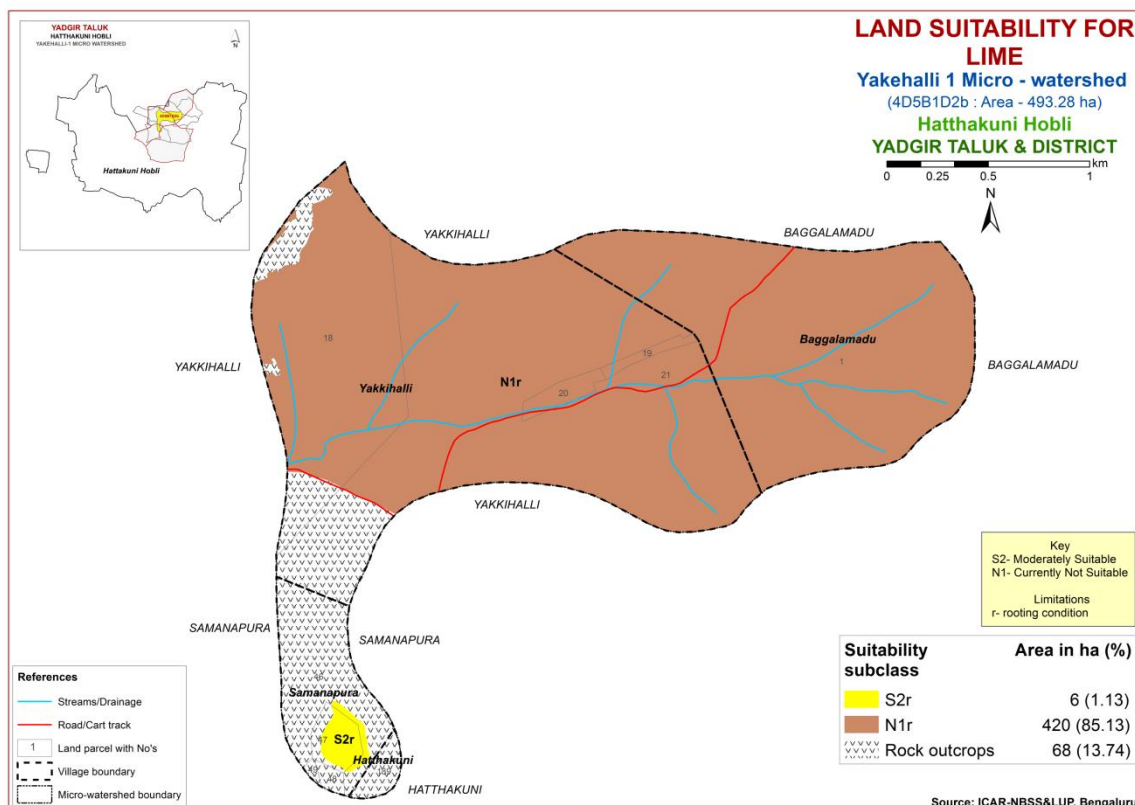 YADGIR TALUK
HATTHAKUNI HOBLI
YAKEHALLI-1 MICRO WATERSHED
N
Hattakuni Hobli
LAND SUITABILITY FOR
LIME
Yakehalli 1 Micro - watershed
(4D5B1D2b : Area - 493.28 ha)
Hatthakuni Hobli
YADGIR TALUK & DISTRICT
km
0 0.25 0.5 1
N
YAKKIHALLI
BAGGALAMADU
18
19
Baggalamadu
YAKKIHALLI
1
BAGGALAMADU
21
Yakkihalli
N1r
20
YAKKIHALLI
Key
S2- Moderately Suitable
N1- Currently Not Suitable
Limitations
r- rooting condition
SAMANAPURA
SAMANAPURA
Samanapura
47
S2r
Hatthakuni
48
HATTHAKUNI
References
Streams/Drainage
Road/Cart track
1 Land parcel with No's
Village boundary
Micro-watershed boundary
Suitability subclass Area in ha (%)
S2r 6 (1.13)
N1r 420 (85.13)
Rock outcrops 68 (13.74)
Source: ICAR-NBSS&LUP, Bengaluru